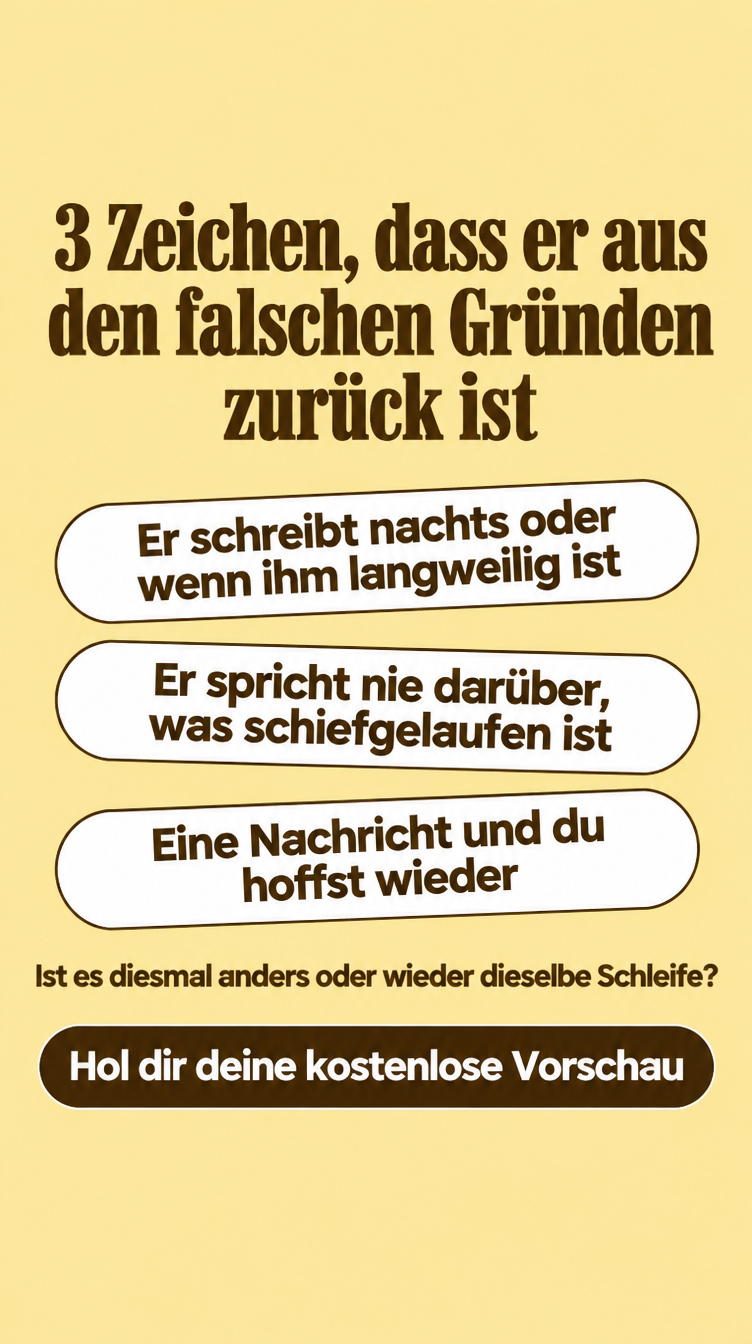 3 Zeichen, dass er aus
den falschen Gründen
zurück ist
Er schreibt nachts oder
wenn ihm langweilig ist
Er spricht nie darüber,
was schiefgelaufen ist
Eine Nachricht und du
hoffst wieder
Ist es diesmal anders oder wieder dieselbe Schleife?
Hol dir deine kostenlose Vorschau